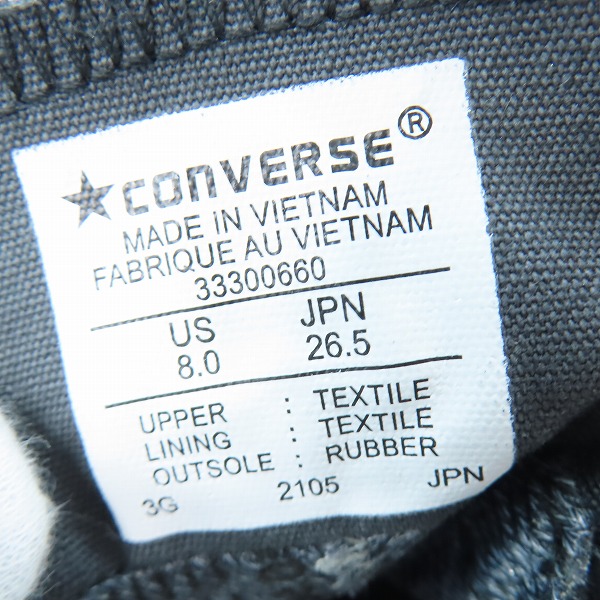 ★CONVERSE®
MADE IN VIETNAM
FABRIQUE AU VIETNAM
33300660
US JPN
8.0 26.5
UPPER : TEXTILE
LINING : TEXTILE
OUTSOLE : RUBBER
3G 2105 JPN